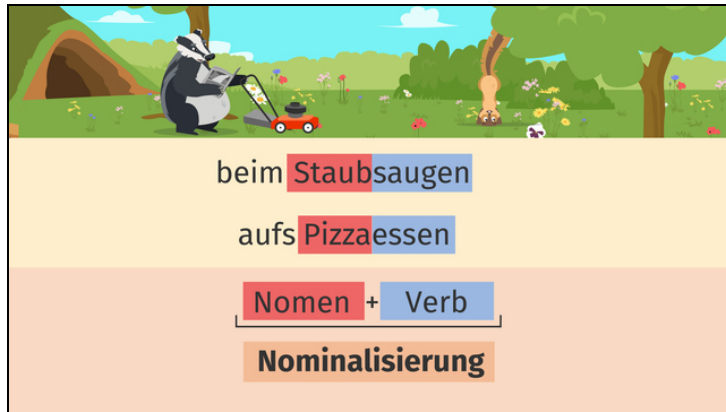 beim Staubsaugen
aufs Pizzaessen
Nomen + Verb
Nominalisierung